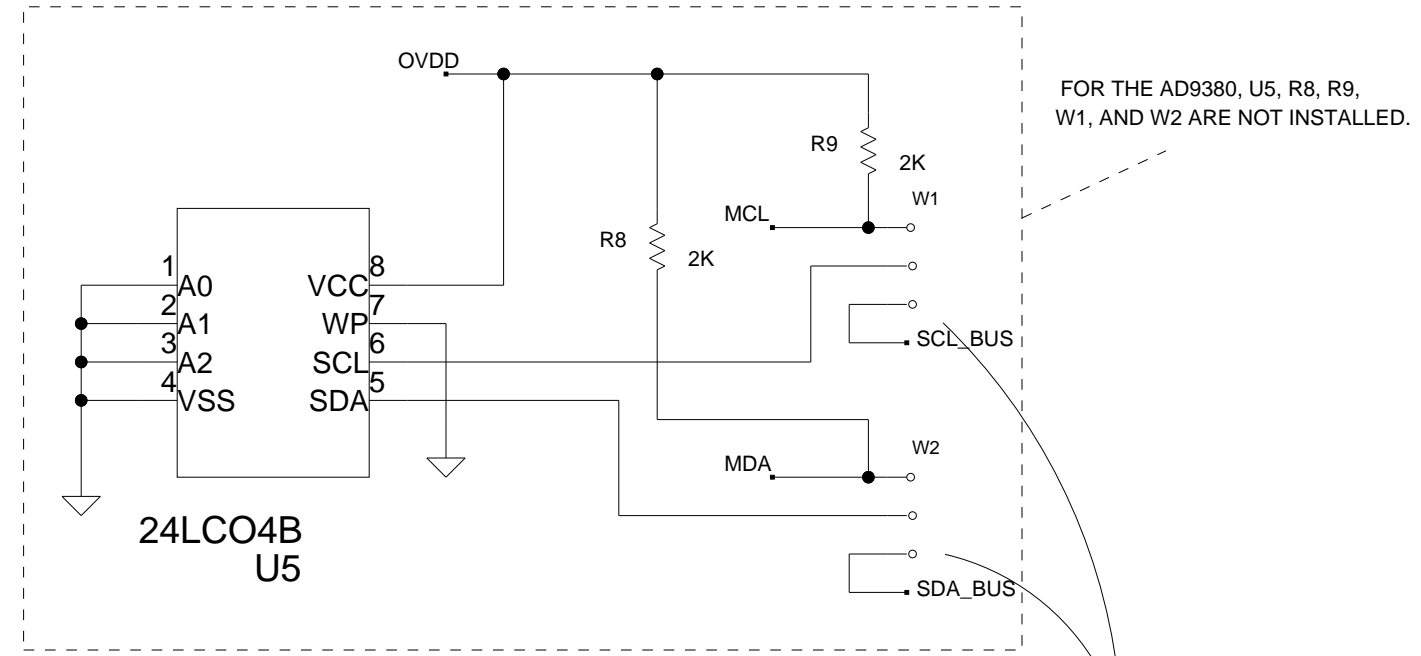 OVDD
FOR THE AD9380, U5, R8, R9,
W1, AND W2 ARE NOT INSTALLED.
R9
2K
W1
MCL
R8
2K
1
A0
VCC
8
2
A1
WP
7
3
A2
SCL
6
4
VSS
SDA
5
SCL_BUS
W2
MDA
SDA_BUS
24LCO4B
U5